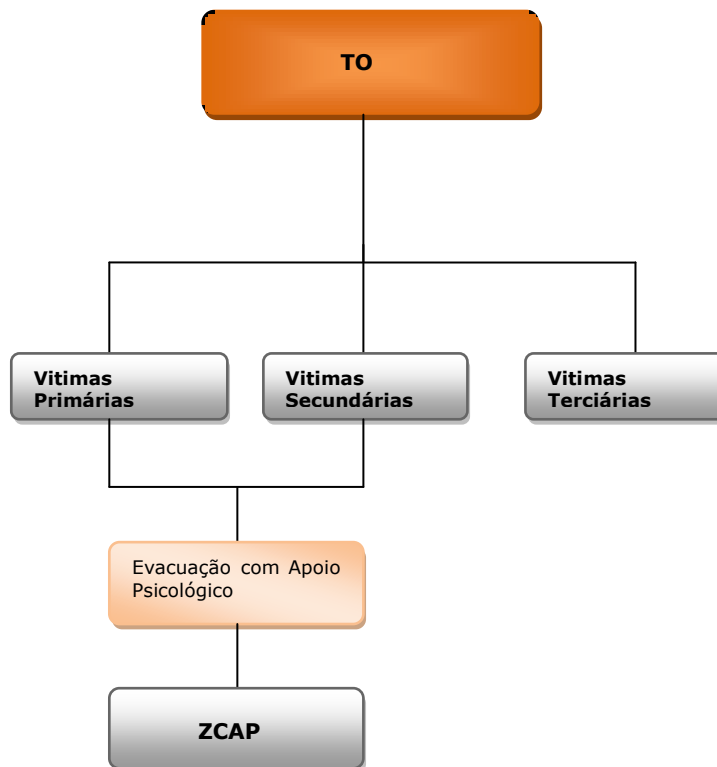 TO
Vitimas
Primárias
Vitimas
Secundárias
Vitimas
Terciárias
Evacuação com Apoio
Psicológico
ZCAP